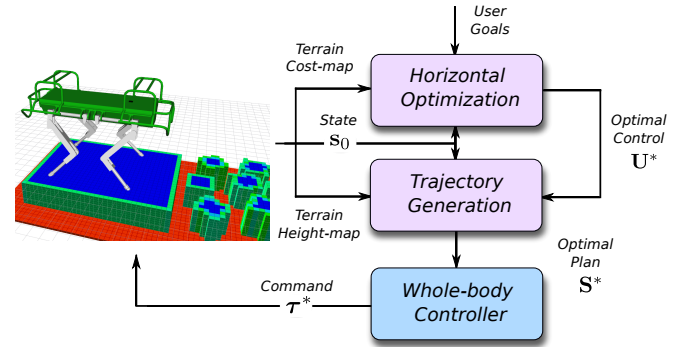 User
Goals
Terrain
Cost-map
Horizontal
Optimization
State
s₀
Optimal
Control
U*
Trajectory
Generation
Terrain
Height-map
Optimal
Plan
S*
Command
τ*
Whole-body
Controller